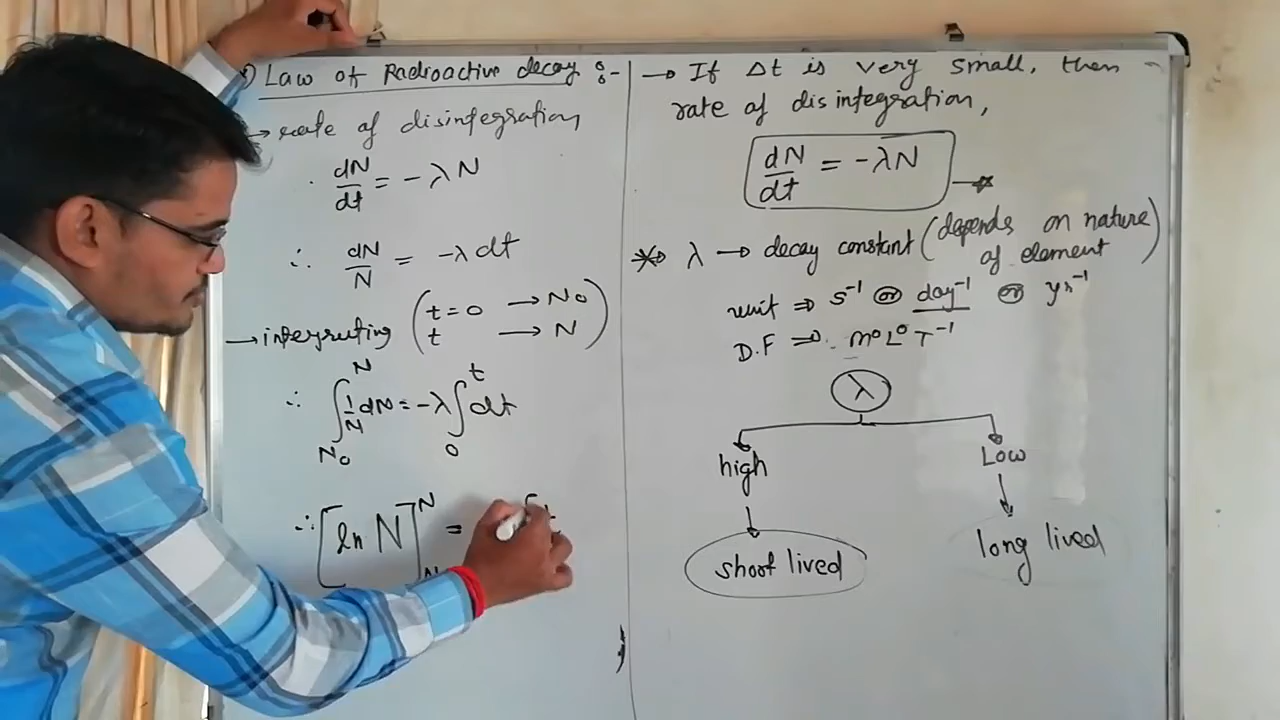 Law of Radioactive decay :-
→ rate of disintegration
∴ dN/dt = -λN
∴ dN/N = -λdt
→ integrating (t=0 → N₀
t → N)
∴ ∫_{N₀}^{N} 1/N dN = -λ ∫_{0}^{t} dt
∴ [ln N]^N =
→ If Δt is very small, then
rate of disintegration,
dN/dt = -λN
λ → decay constant (depends on nature
of element)
unit ⇒ s⁻¹ or day⁻¹ or yr⁻¹
D.F ⇒ M⁰L⁰T⁻¹
λ
high
Low
short lived
long lived